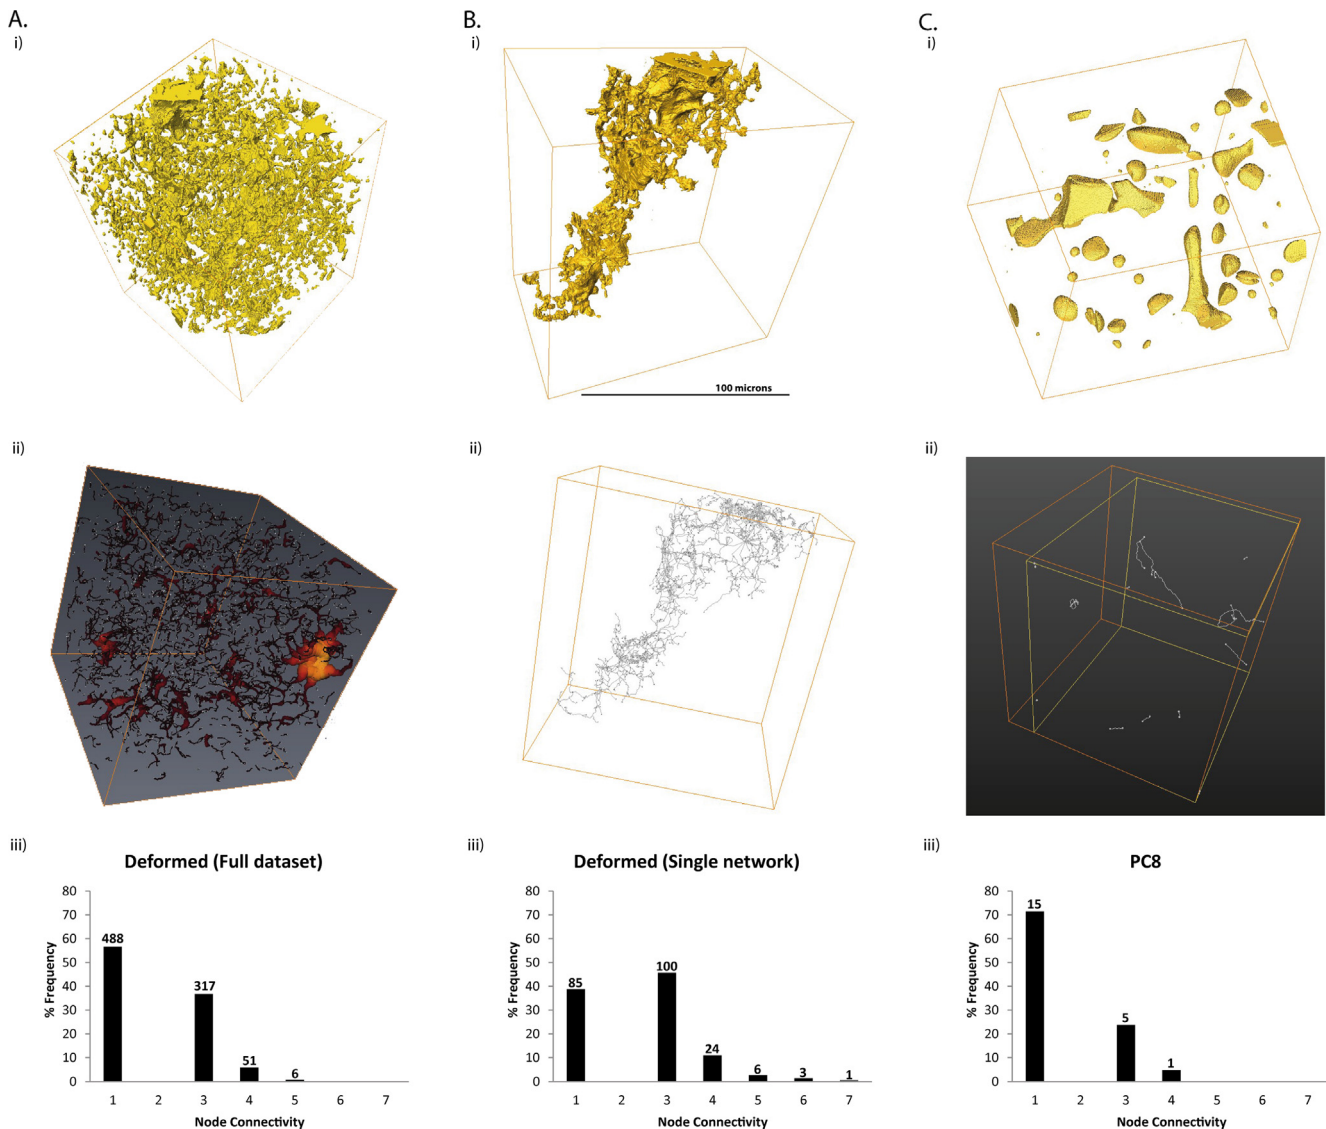 A.
i)
B.
i)
100 microns
C.
i)
ii)
ii)
ii)
iii)
Deformed (Full dataset)
% Frequency
80
70
60
50
40
30
20
10
0
488
317
51
6
1 2 3 4 5 6 7
Node Connectivity
iii)
Deformed (Single network)
% Frequency
80
70
60
50
40
30
20
10
0
85
100
24
6
3
1
1 2 3 4 5 6 7
Node Connectivity
iii)
PC8
% Frequency
80
70
60
50
40
30
20
10
0
15
5
1
1 2 3 4 5 6 7
Node Connectivity